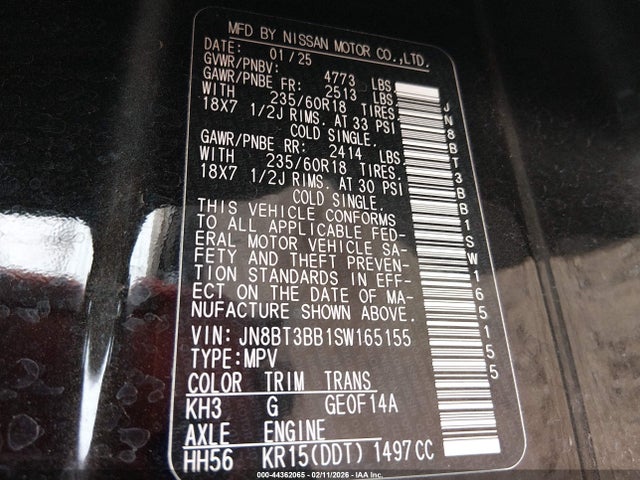 MFD BY NISSAN MOTOR CO.,LTD.
DATE: 01/25
GVWR/PNBV: 4773 LBS
GAWR/PNBE FR: 2513 LBS
WITH 235/60R18 TIRES.
18X7 1/2J RIMS. AT 33 PSI
COLD SINGLE.
GAWR/PNBE RR: 2414 LBS
WITH 235/60R18 TIRES.
18X7 1/2J RIMS. AT 30 PSI
COLD SINGLE.
THIS VEHICLE CONFORMS
TO ALL APPLICABLE FED-
ERAL MOTOR VEHICLE SA-
FETY AND THEFT PREVEN-
TION STANDARDS IN EFF-
ECT ON THE DATE OF MA-
NUFACTURE SHOWN ABOVE.
VIN: JN8BT3BB1SW165155
TYPE:MPV
COLOR TRIM TRANS
KH3 G GE0F14A
AXLE ENGINE
HH56 KR15(DDT) 1497CC
JN8BT3BB1SW165155
000-44362065 - 02/11/2026 - IAA Inc.